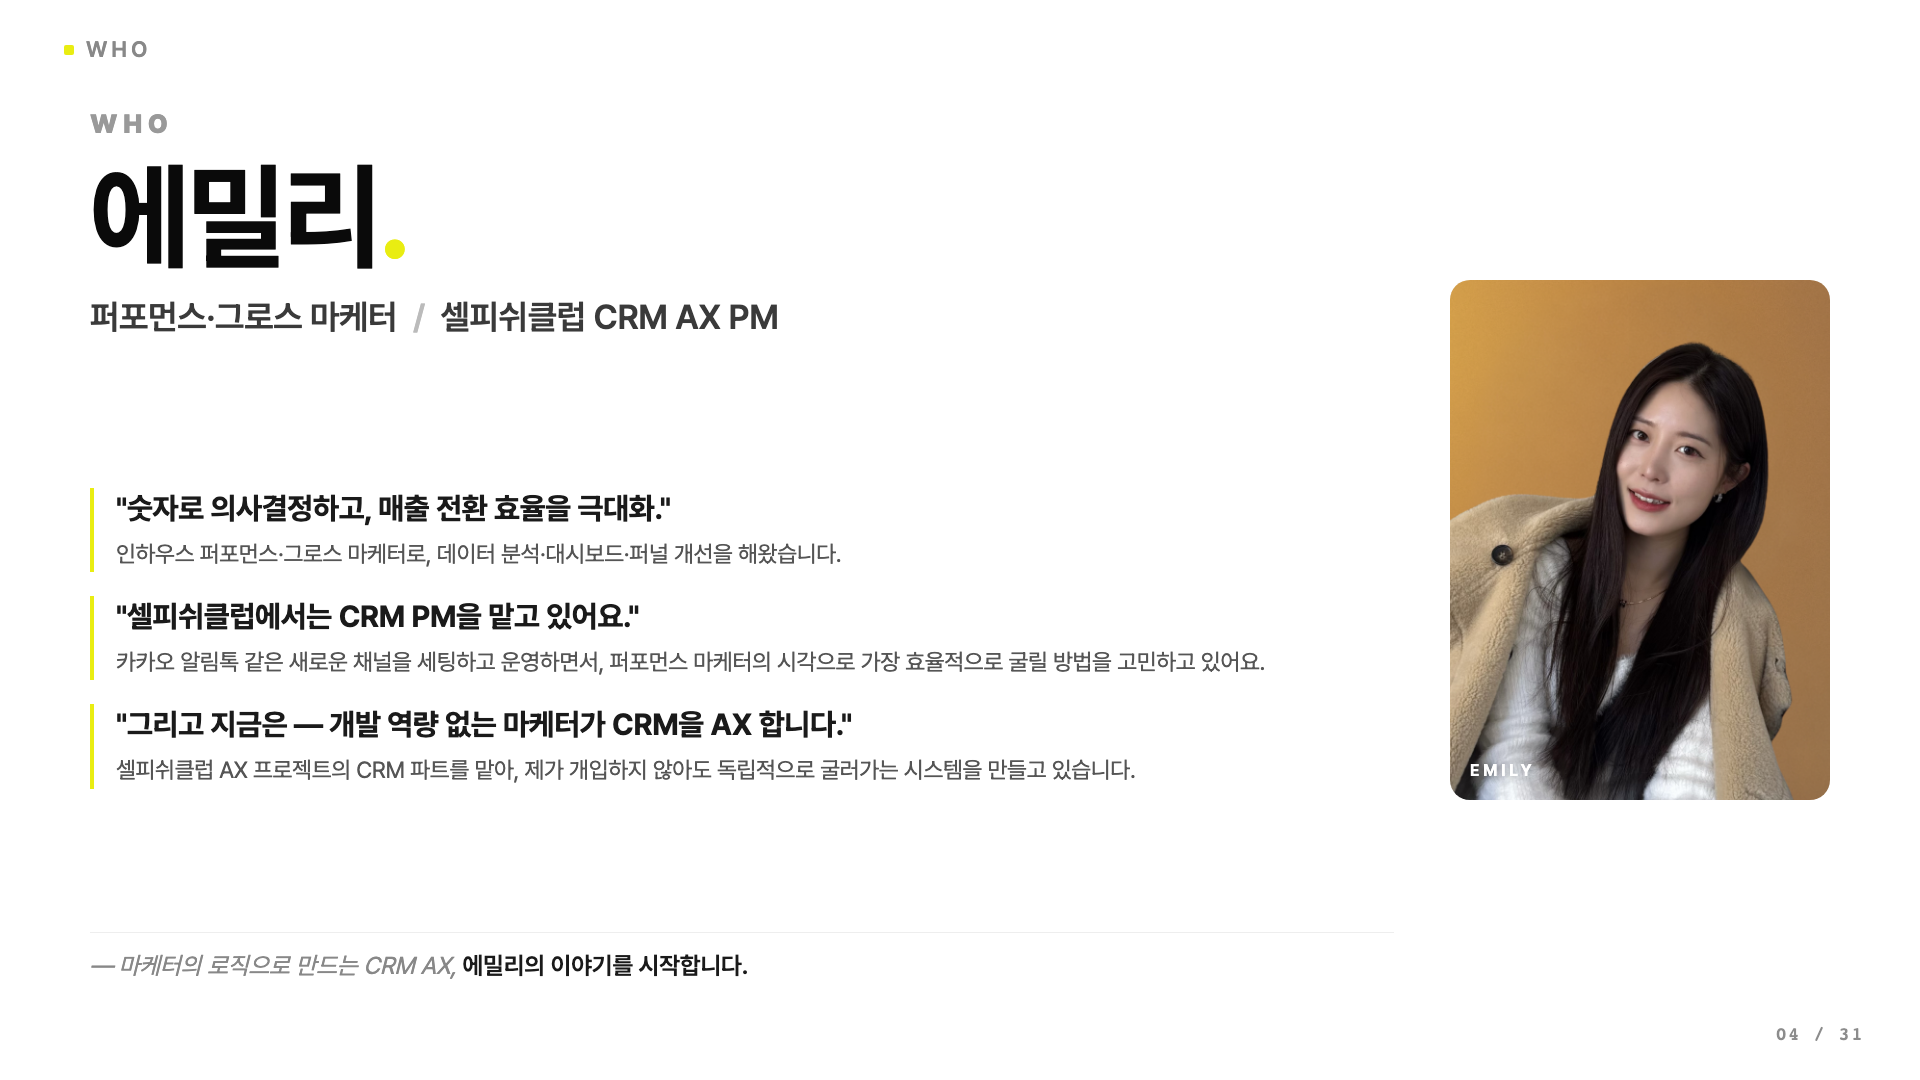 WHO
WHO
에밀리.
퍼포먼스·그로스 마케터 / 셀피쉬클럽 CRM AX PM
"숫자로 의사결정하고, 매출 전환 효율을 극대화."
인하우스 퍼포먼스·그로스 마케터로, 데이터 분석·대시보드·퍼널 개선을 해왔습니다.
"셀피쉬클럽에서는 CRM PM을 맡고 있어요."
카카오 알림톡 같은 새로운 채널을 세팅하고 운영하면서, 퍼포먼스 마케터의 시각으로 가장 효율적으로 굴릴 방법을 고민하고 있어요.
"그리고 지금은 — 개발 역량 없는 마케터가 CRM을 AX 합니다."
셀피쉬클럽 AX 프로젝트의 CRM 파트를 맡아, 제가 개입하지 않아도 독립적으로 굴러가는 시스템을 만들고 있습니다.
EMILY
— 마케터의 로직으로 만드는 CRM AX, 에밀리의 이야기를 시작합니다.
04 / 31